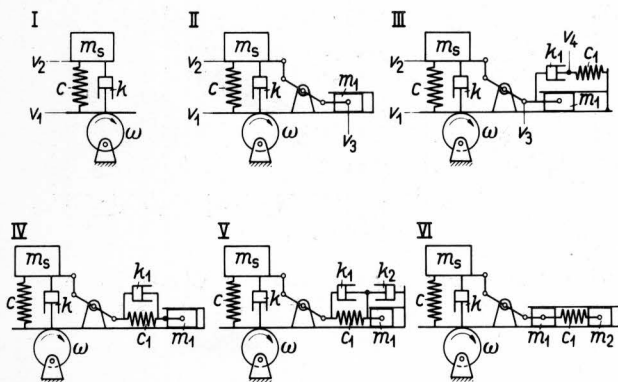 I
m_s
V_2
c
k
V_1
ω
II
m_s
V_2
c
k
m_1
V_1
ω
V_3
III
m_s
V_2
c
k
k_1
V_4
c_1
m_1
V_1
ω
V_3
IV
m_s
c
k
k_1
c_1
m_1
ω
V
m_s
c
k
k_1
k_2
c_1
m_1
ω
VI
m_s
c
k
m_1
c_1
m_2
ω